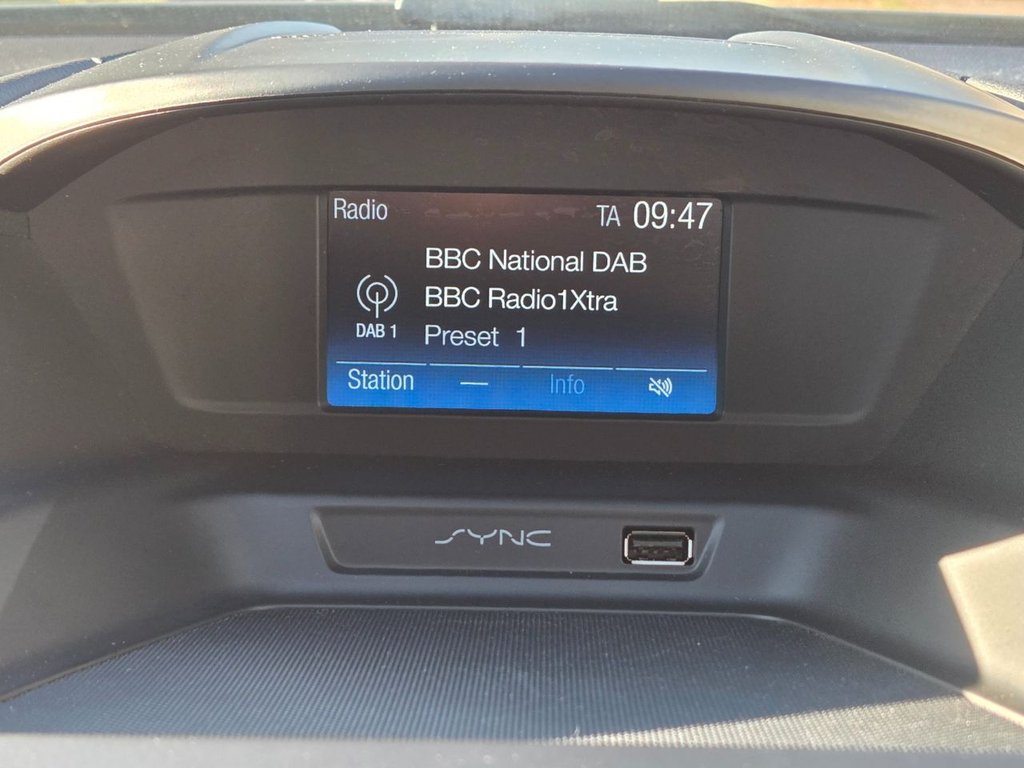 Radio
TA 09:47
BBC National DAB
BBC Radio1Xtra
DAB 1
Preset 1
Station
—
Info
SYNC